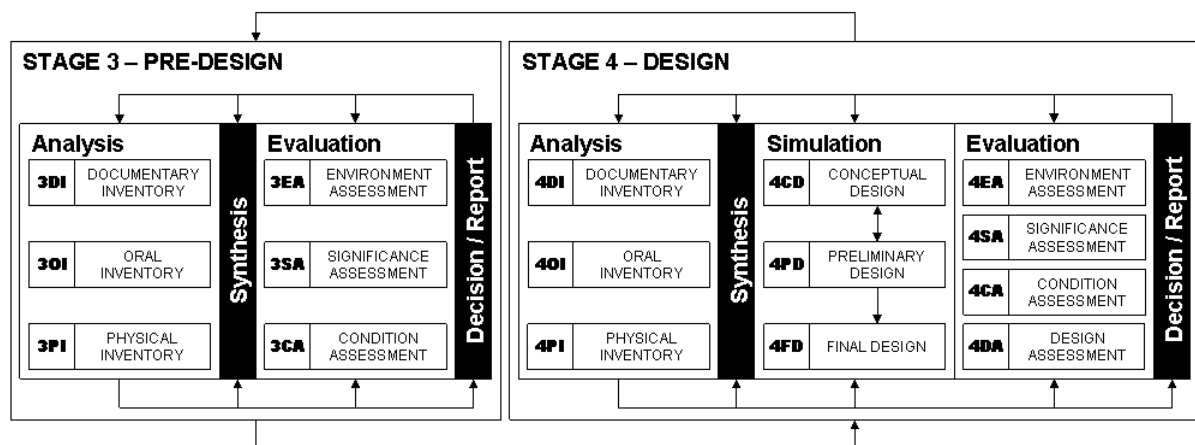 STAGE 3 – PRE-DESIGN
Analysis
3DI
DOCUMENTARY
INVENTORY
3OI
ORAL
INVENTORY
3PI
PHYSICAL
INVENTORY
Synthesis
Evaluation
3EA
ENVIRONMENT
ASSESSMENT
3SA
SIGNIFICANCE
ASSESSMENT
3CA
CONDITION
ASSESSMENT
Decision / Report
STAGE 4 – DESIGN
Analysis
4DI
DOCUMENTARY
INVENTORY
4OI
ORAL
INVENTORY
4PI
PHYSICAL
INVENTORY
Synthesis
Simulation
4CD
CONCEPTUAL
DESIGN
4PD
PRELIMINARY
DESIGN
4FD
FINAL DESIGN
Evaluation
4EA
ENVIRONMENT
ASSESSMENT
4SA
SIGNIFICANCE
ASSESSMENT
4CA
CONDITION
ASSESSMENT
4DA
DESIGN
ASSESSMENT
Decision / Report